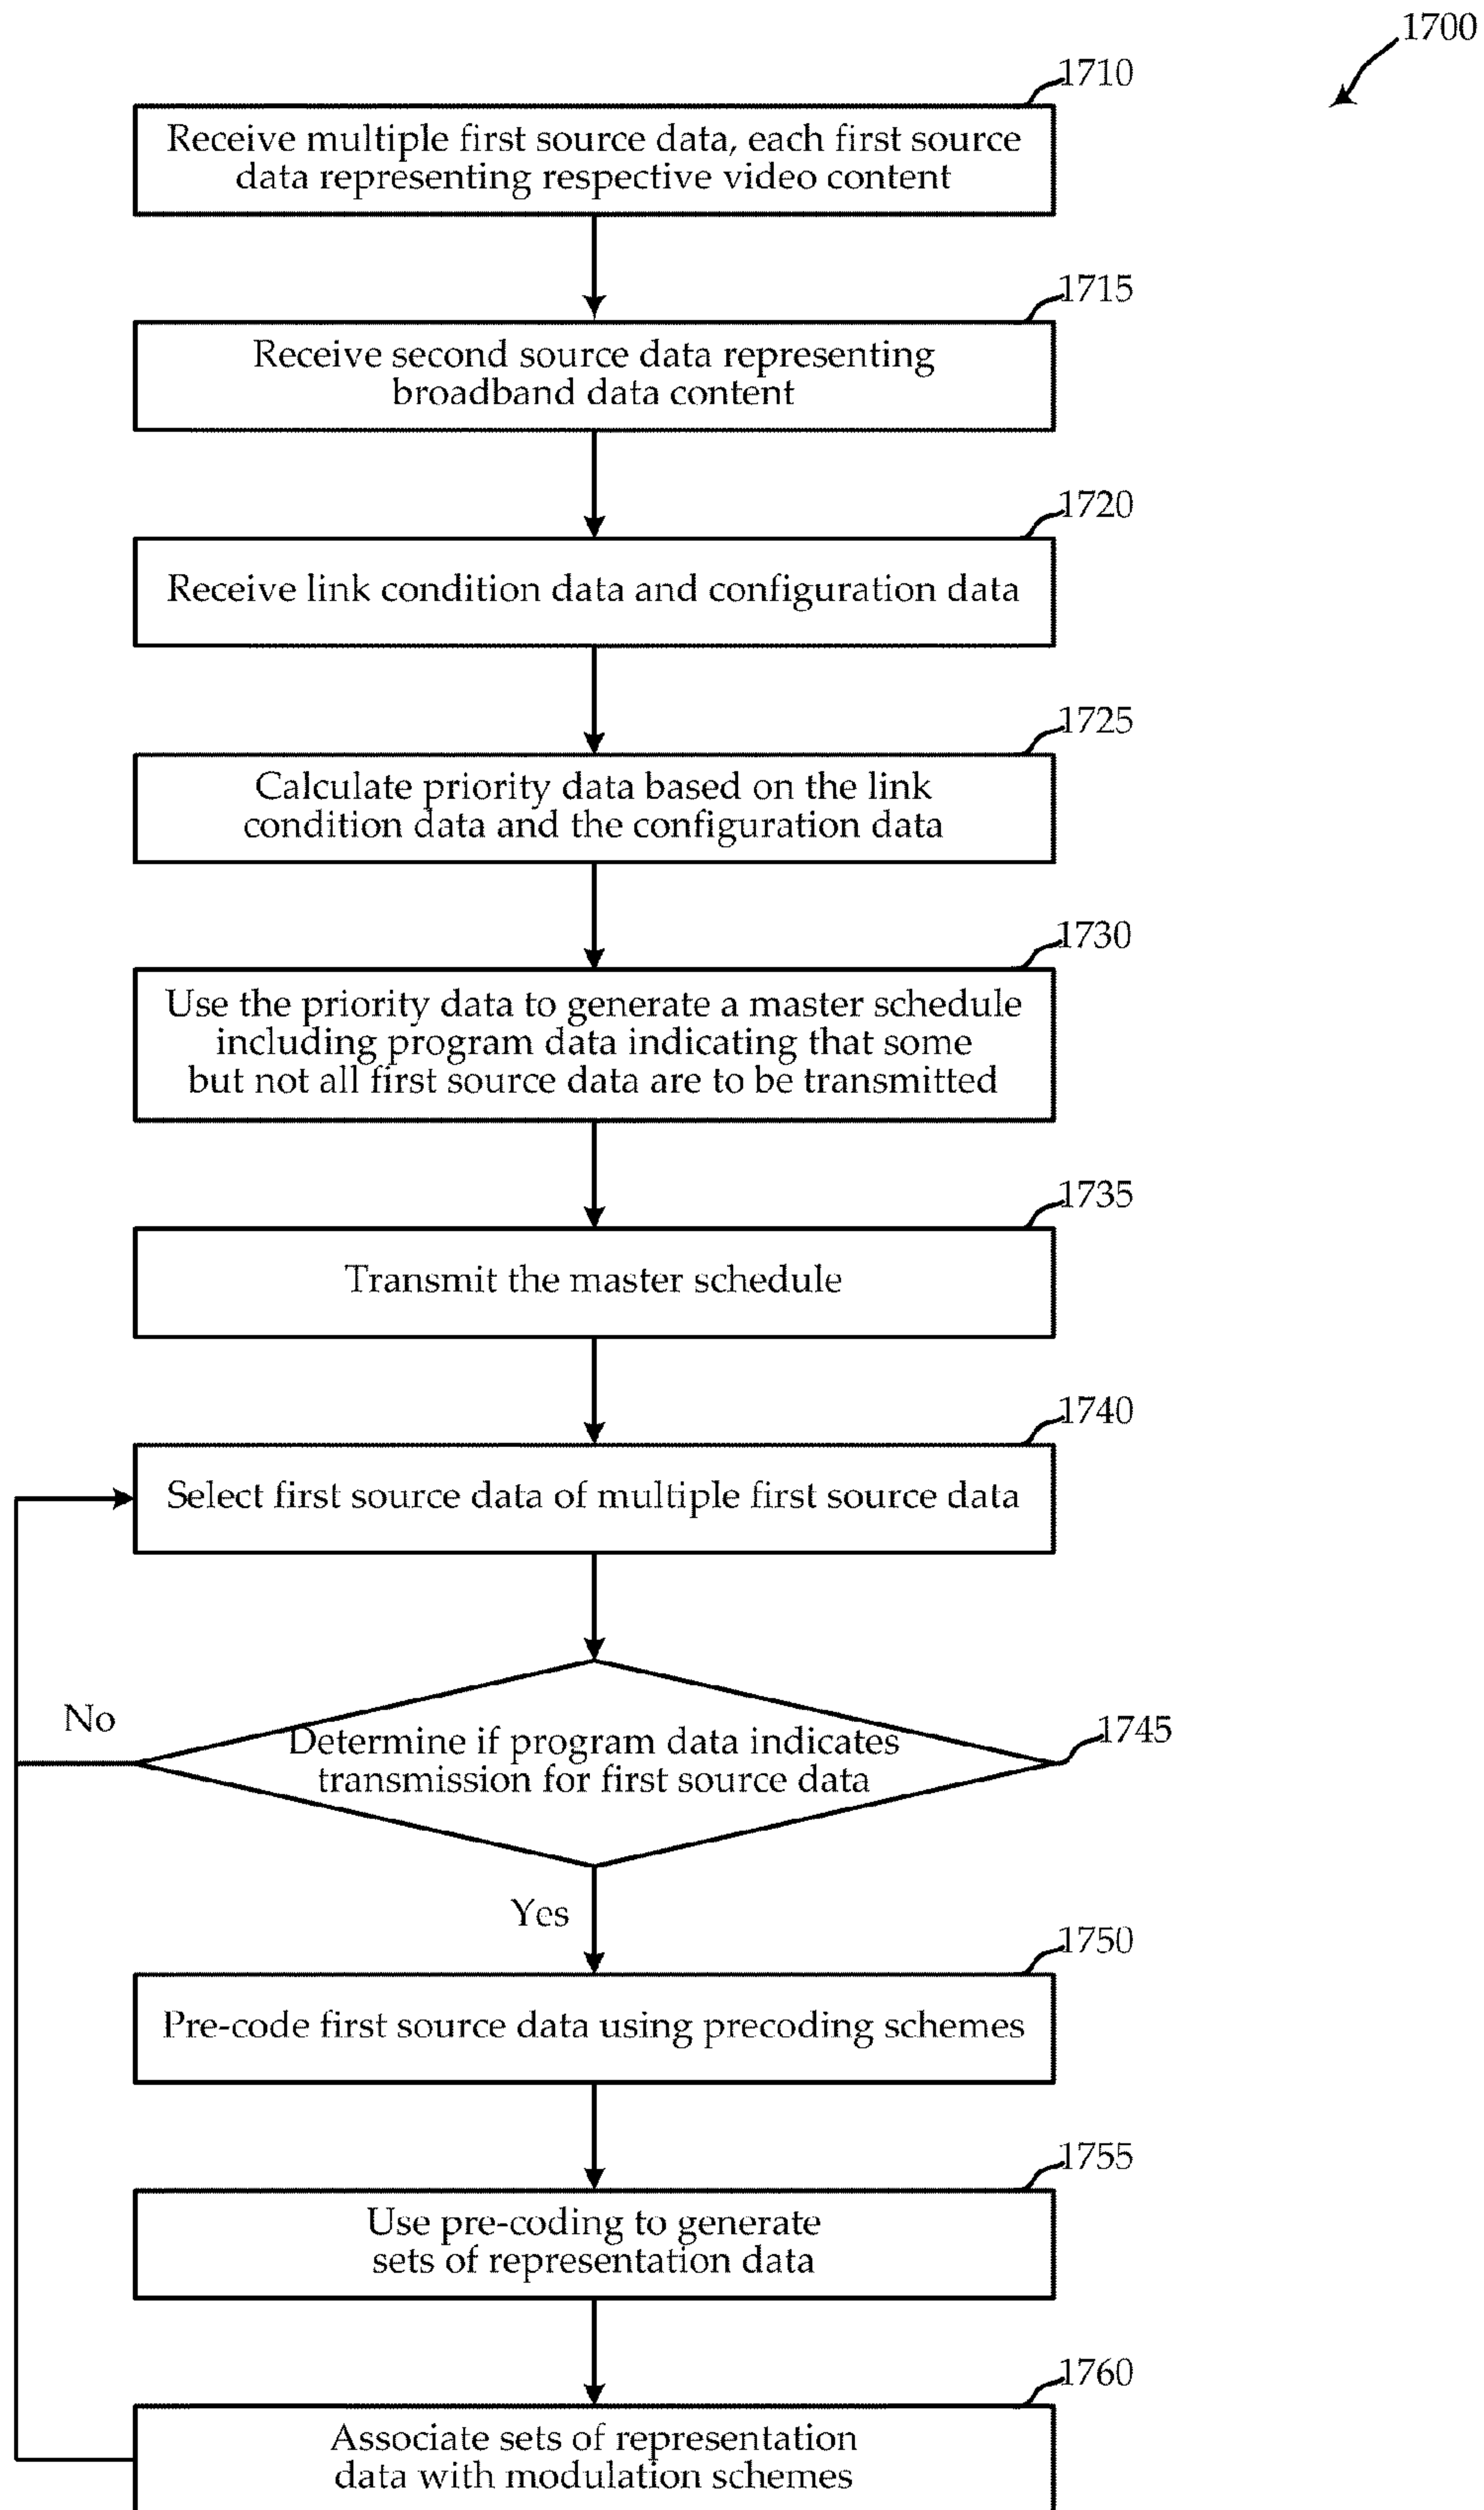 1700
1710
Receive multiple first source data, each first source
data representing respective video content
1715
Receive second source data representing
broadband data content
1720
Receive link condition data and configuration data
1725
Calculate priority data based on the link
condition data and the configuration data
1730
Use the priority data to generate a master schedule
including program data indicating that some
but not all first source data are to be transmitted
1735
Transmit the master schedule
1740
Select first source data of multiple first source data
No
1745
Determine if program data indicates
transmission for first source data
Yes
1750
Pre-code first source data using precoding schemes
1755
Use pre-coding to generate
sets of representation data
1760
Associate sets of representation
data with modulation schemes